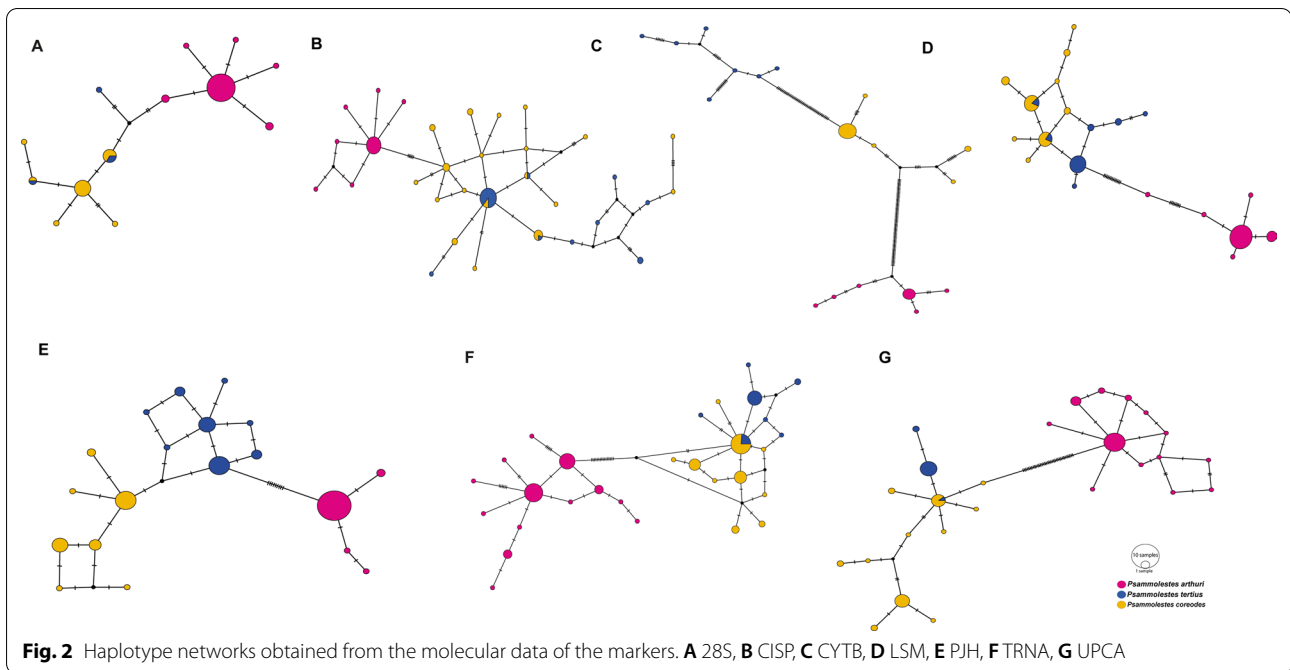 A
B
C
D
E
F
G
10 samples
1 sample
Psammolestes arthuri
Psammolestes tertius
Psammolestes coreodes
Fig. 2 Haplotype networks obtained from the molecular data of the markers. A 28S, B CISP, C CYTB, D LSM, E PJH, F TRNA, G UPCA